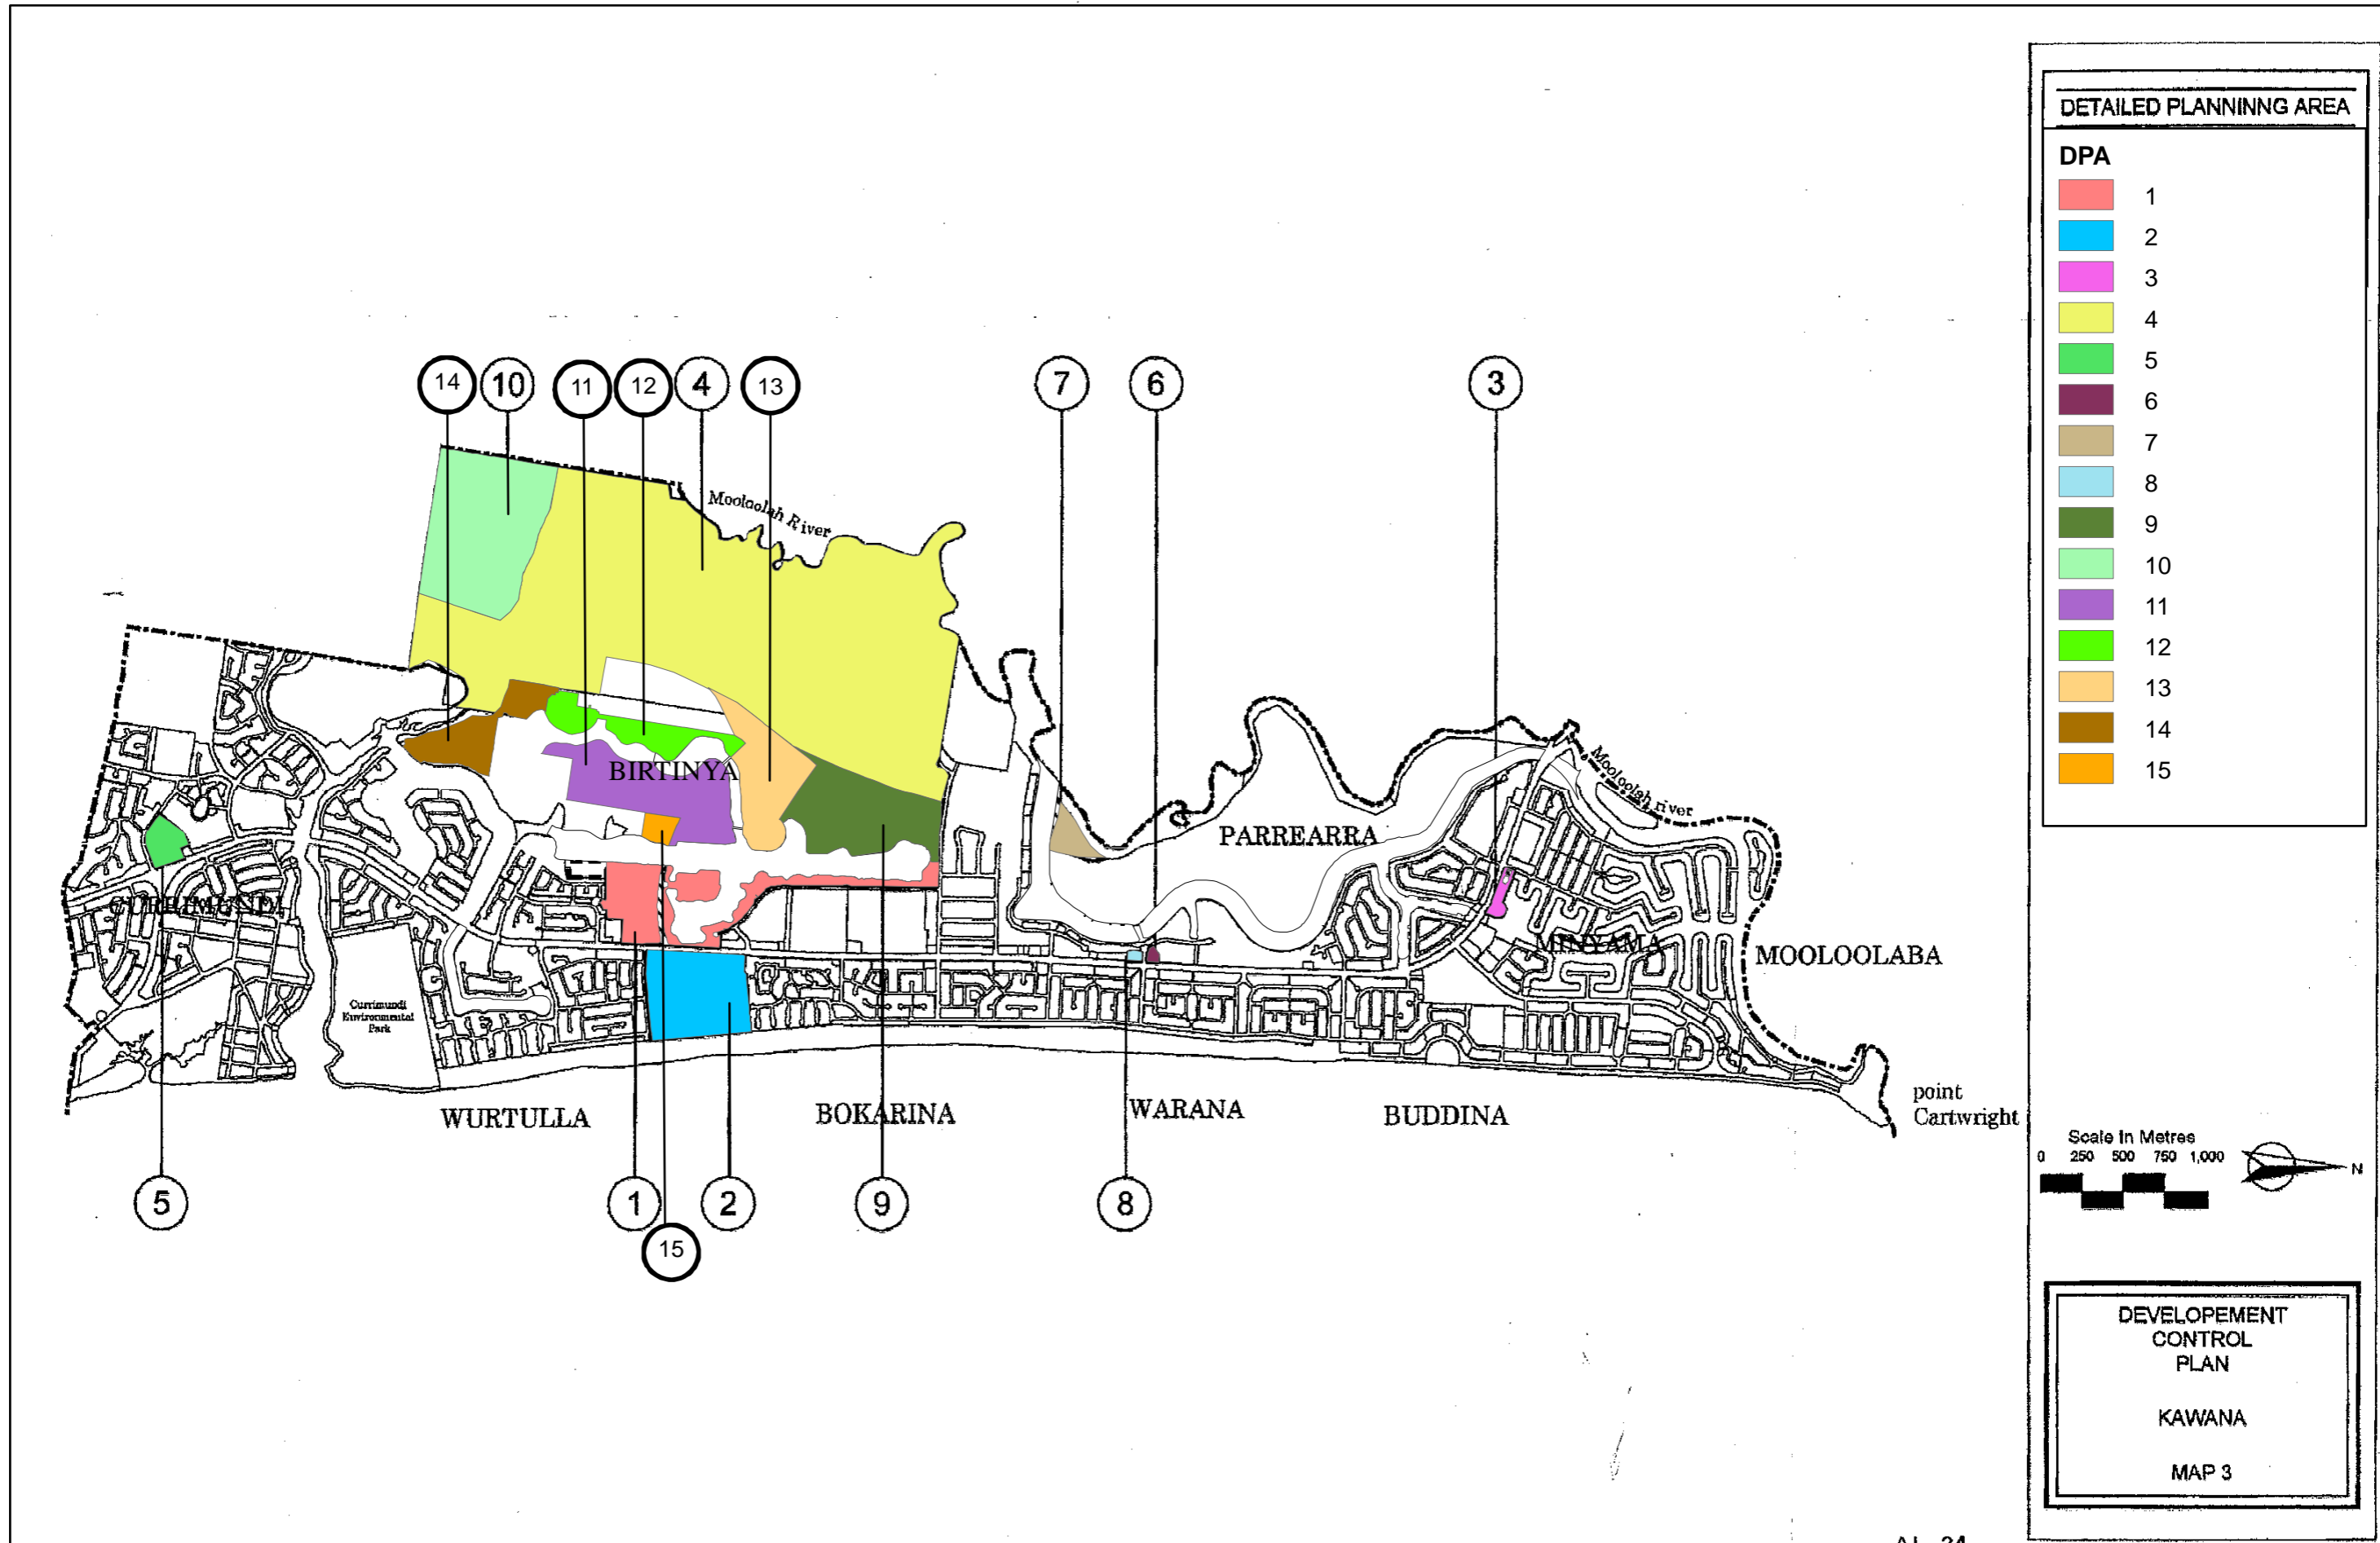 DETAILED PLANNINNG AREA
DPA
1
2
3
4
5
6
7
8
9
10
11
12
13
14
15
14
10
11
12
4
13
7
6
3
Mooloolah River
Mooloolah river
BIRTINYA
PARREARRA
CURRIMUNDI
MINYAMA
MOOLOOLABA
Currimundi
Environmental
Park
WURTULLA
BOKARINA
WARANA
BUDDINA
point
Cartwright
5
1
2
9
8
15
Scale In Metres
0 250 500 750 1,000
N
DEVELOPEMENT
CONTROL
PLAN
KAWANA
MAP 3